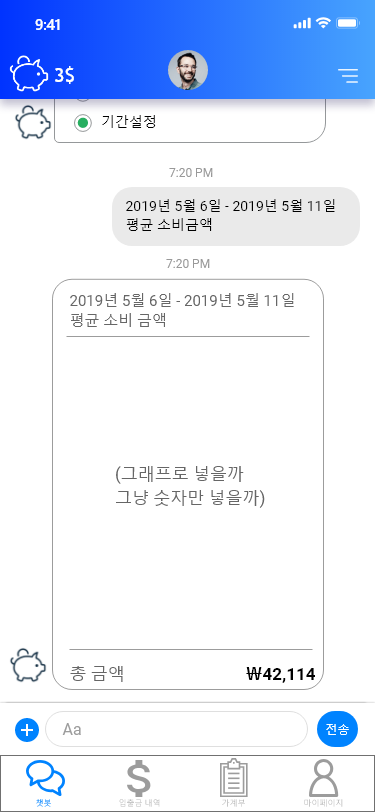 9:41
3$
기간설정
7:20 PM
2019년 5월 6일 - 2019년 5월 11일
평균 소비금액
7:20 PM
2019년 5월 6일 - 2019년 5월 11일
평균 소비 금액
(그래프로 넣을까
그냥 숫자만 넣을까)
총 금액 ₩42,114
Aa 전송
챗봇 입출금 내역 가계부 마이페이지